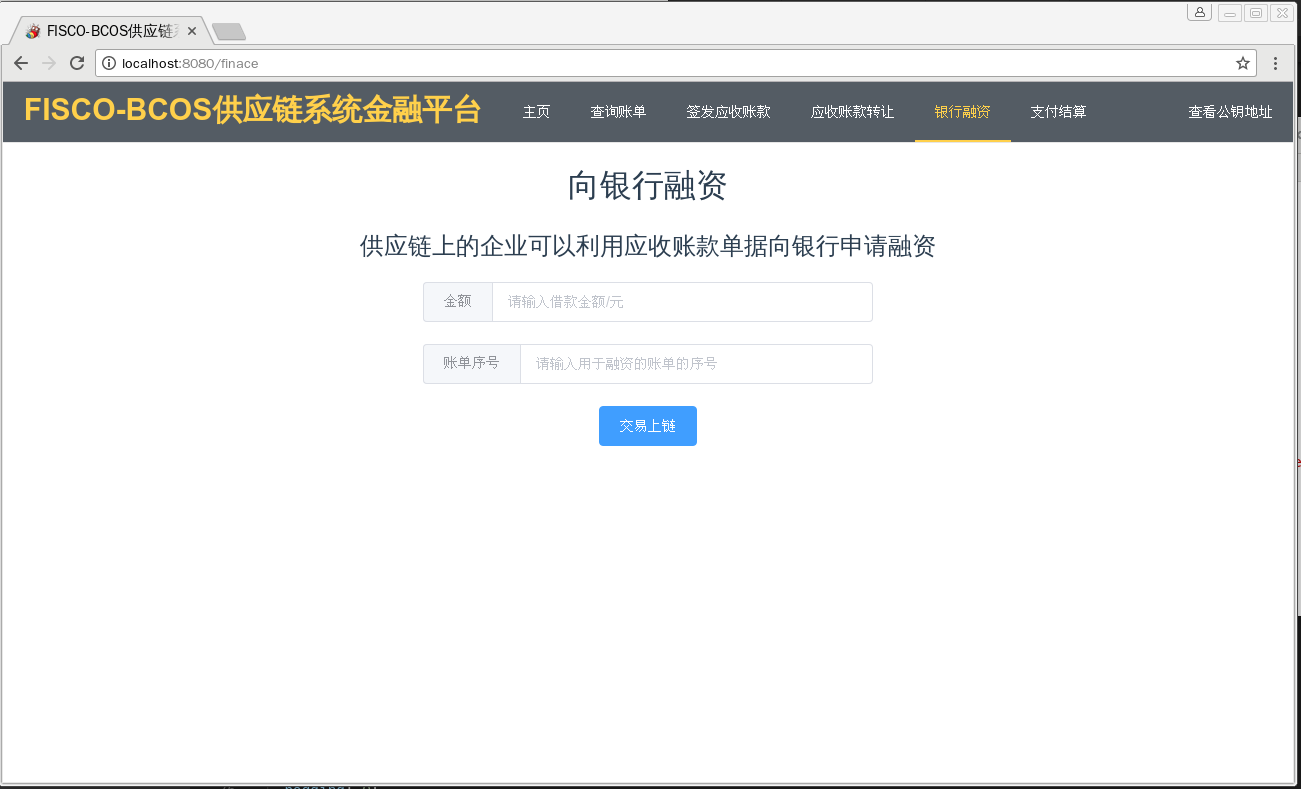 FISCO-BCOS供应链
localhost:8080/finace
FISCO-BCOS供应链系统金融平台 主页 查询账单 签发应收账款 应收账款转让 银行融资 支付结算 查看公钥地址
向银行融资
供应链上的企业可以利用应收账款单据向银行申请融资
金额 请输入借款金额/元
账单序号 请输入用于融资的账单的序号
交易上链